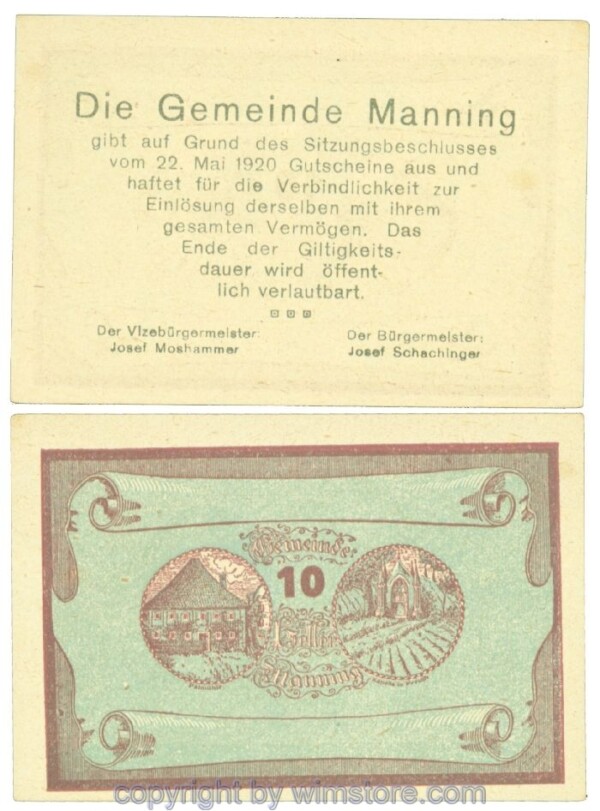 Die Gemeinde Manning
gibt auf Grund des Sitzungsbeschlusses
vom 22. Mai 1920 Gutscheine aus und
haftet für die Verbindlichkeit zur
Einlösung derselben mit ihrem
gesamten Vermögen. Das
Ende der Giltigkeits-
dauer wird öffent-
lich verlautbart.
Der Vizebürgermeister: Der Bürgermeister:
Josef Moshammer Josef Schachinger
Gemeinde
10
Heller
Manning
copyright by wimstore.com